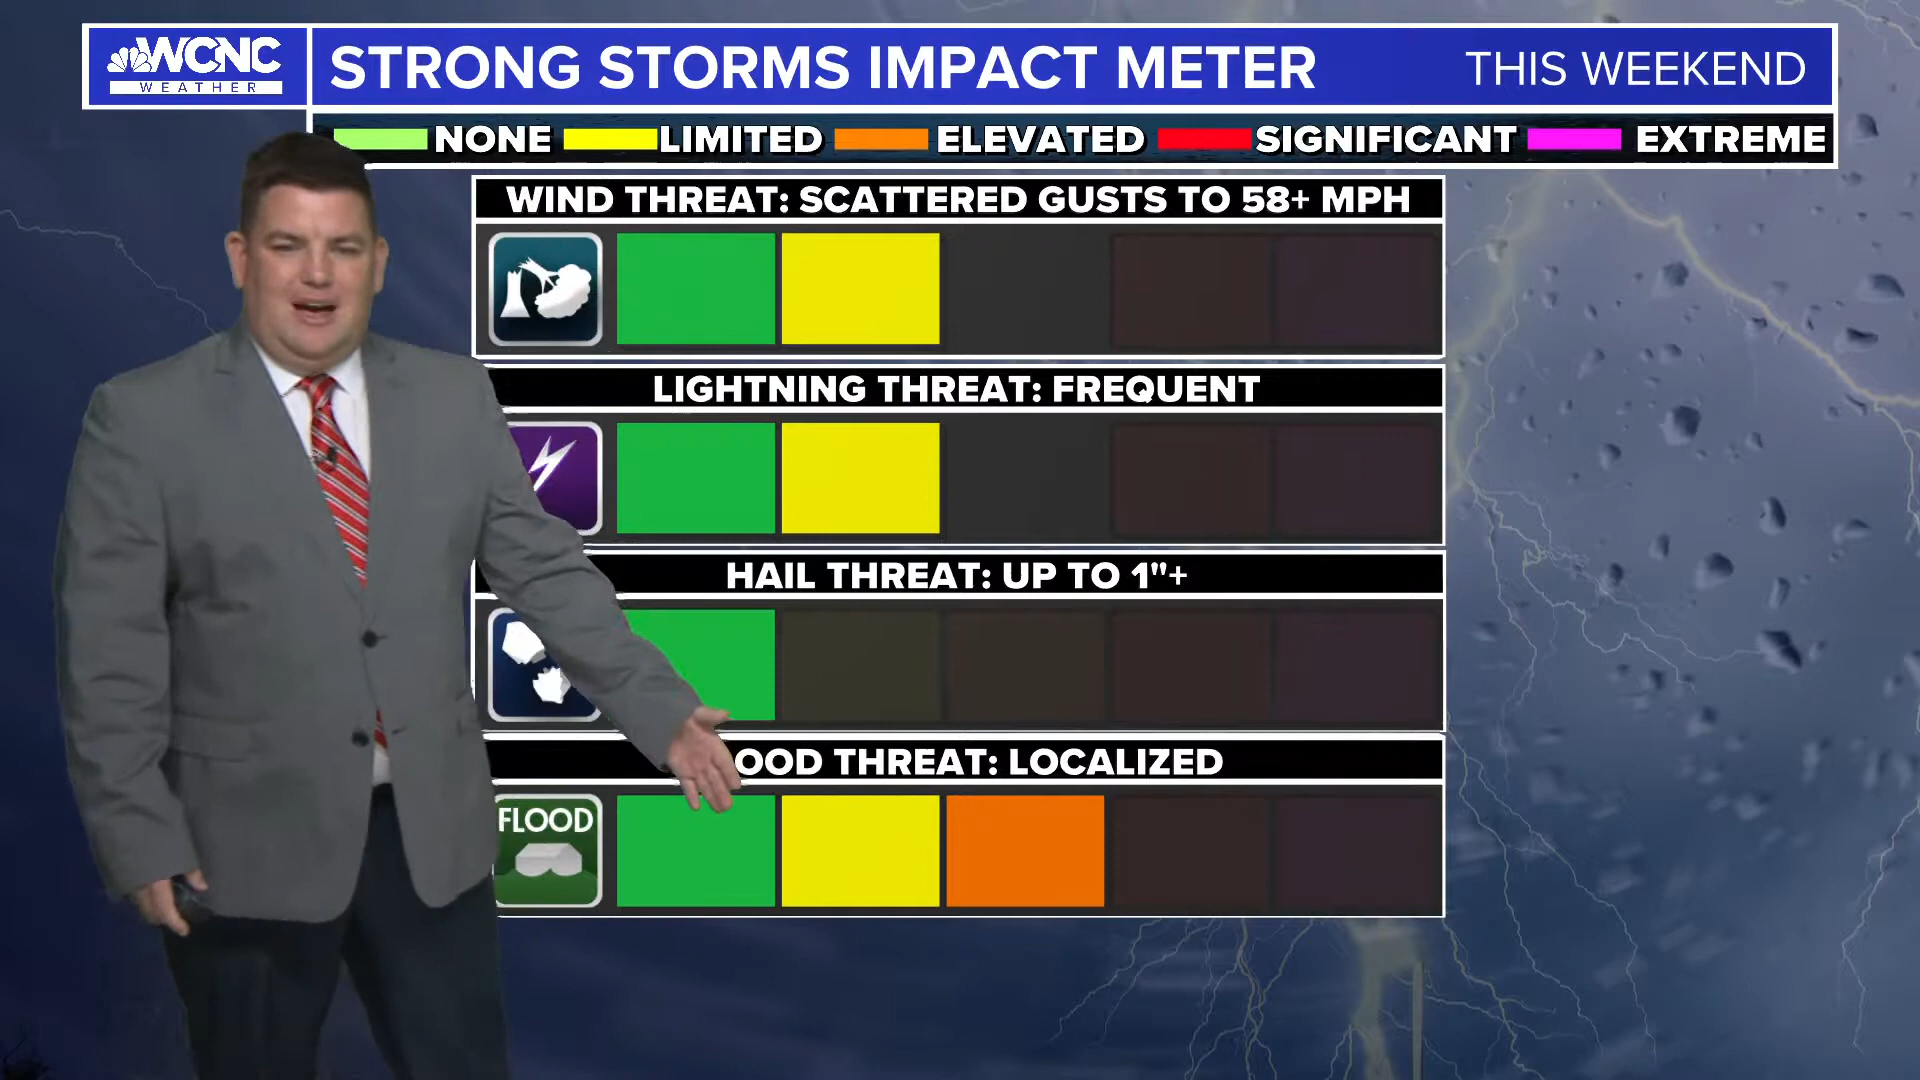 WCNC
WEATHER
STRONG STORMS IMPACT METER
THIS WEEKEND
NONE LIMITED ELEVATED SIGNIFICANT EXTREME
WIND THREAT: SCATTERED GUSTS TO 58+ MPH
LIGHTNING THREAT: FREQUENT
HAIL THREAT: UP TO 1"+
OOD THREAT: LOCALIZED
FLOOD